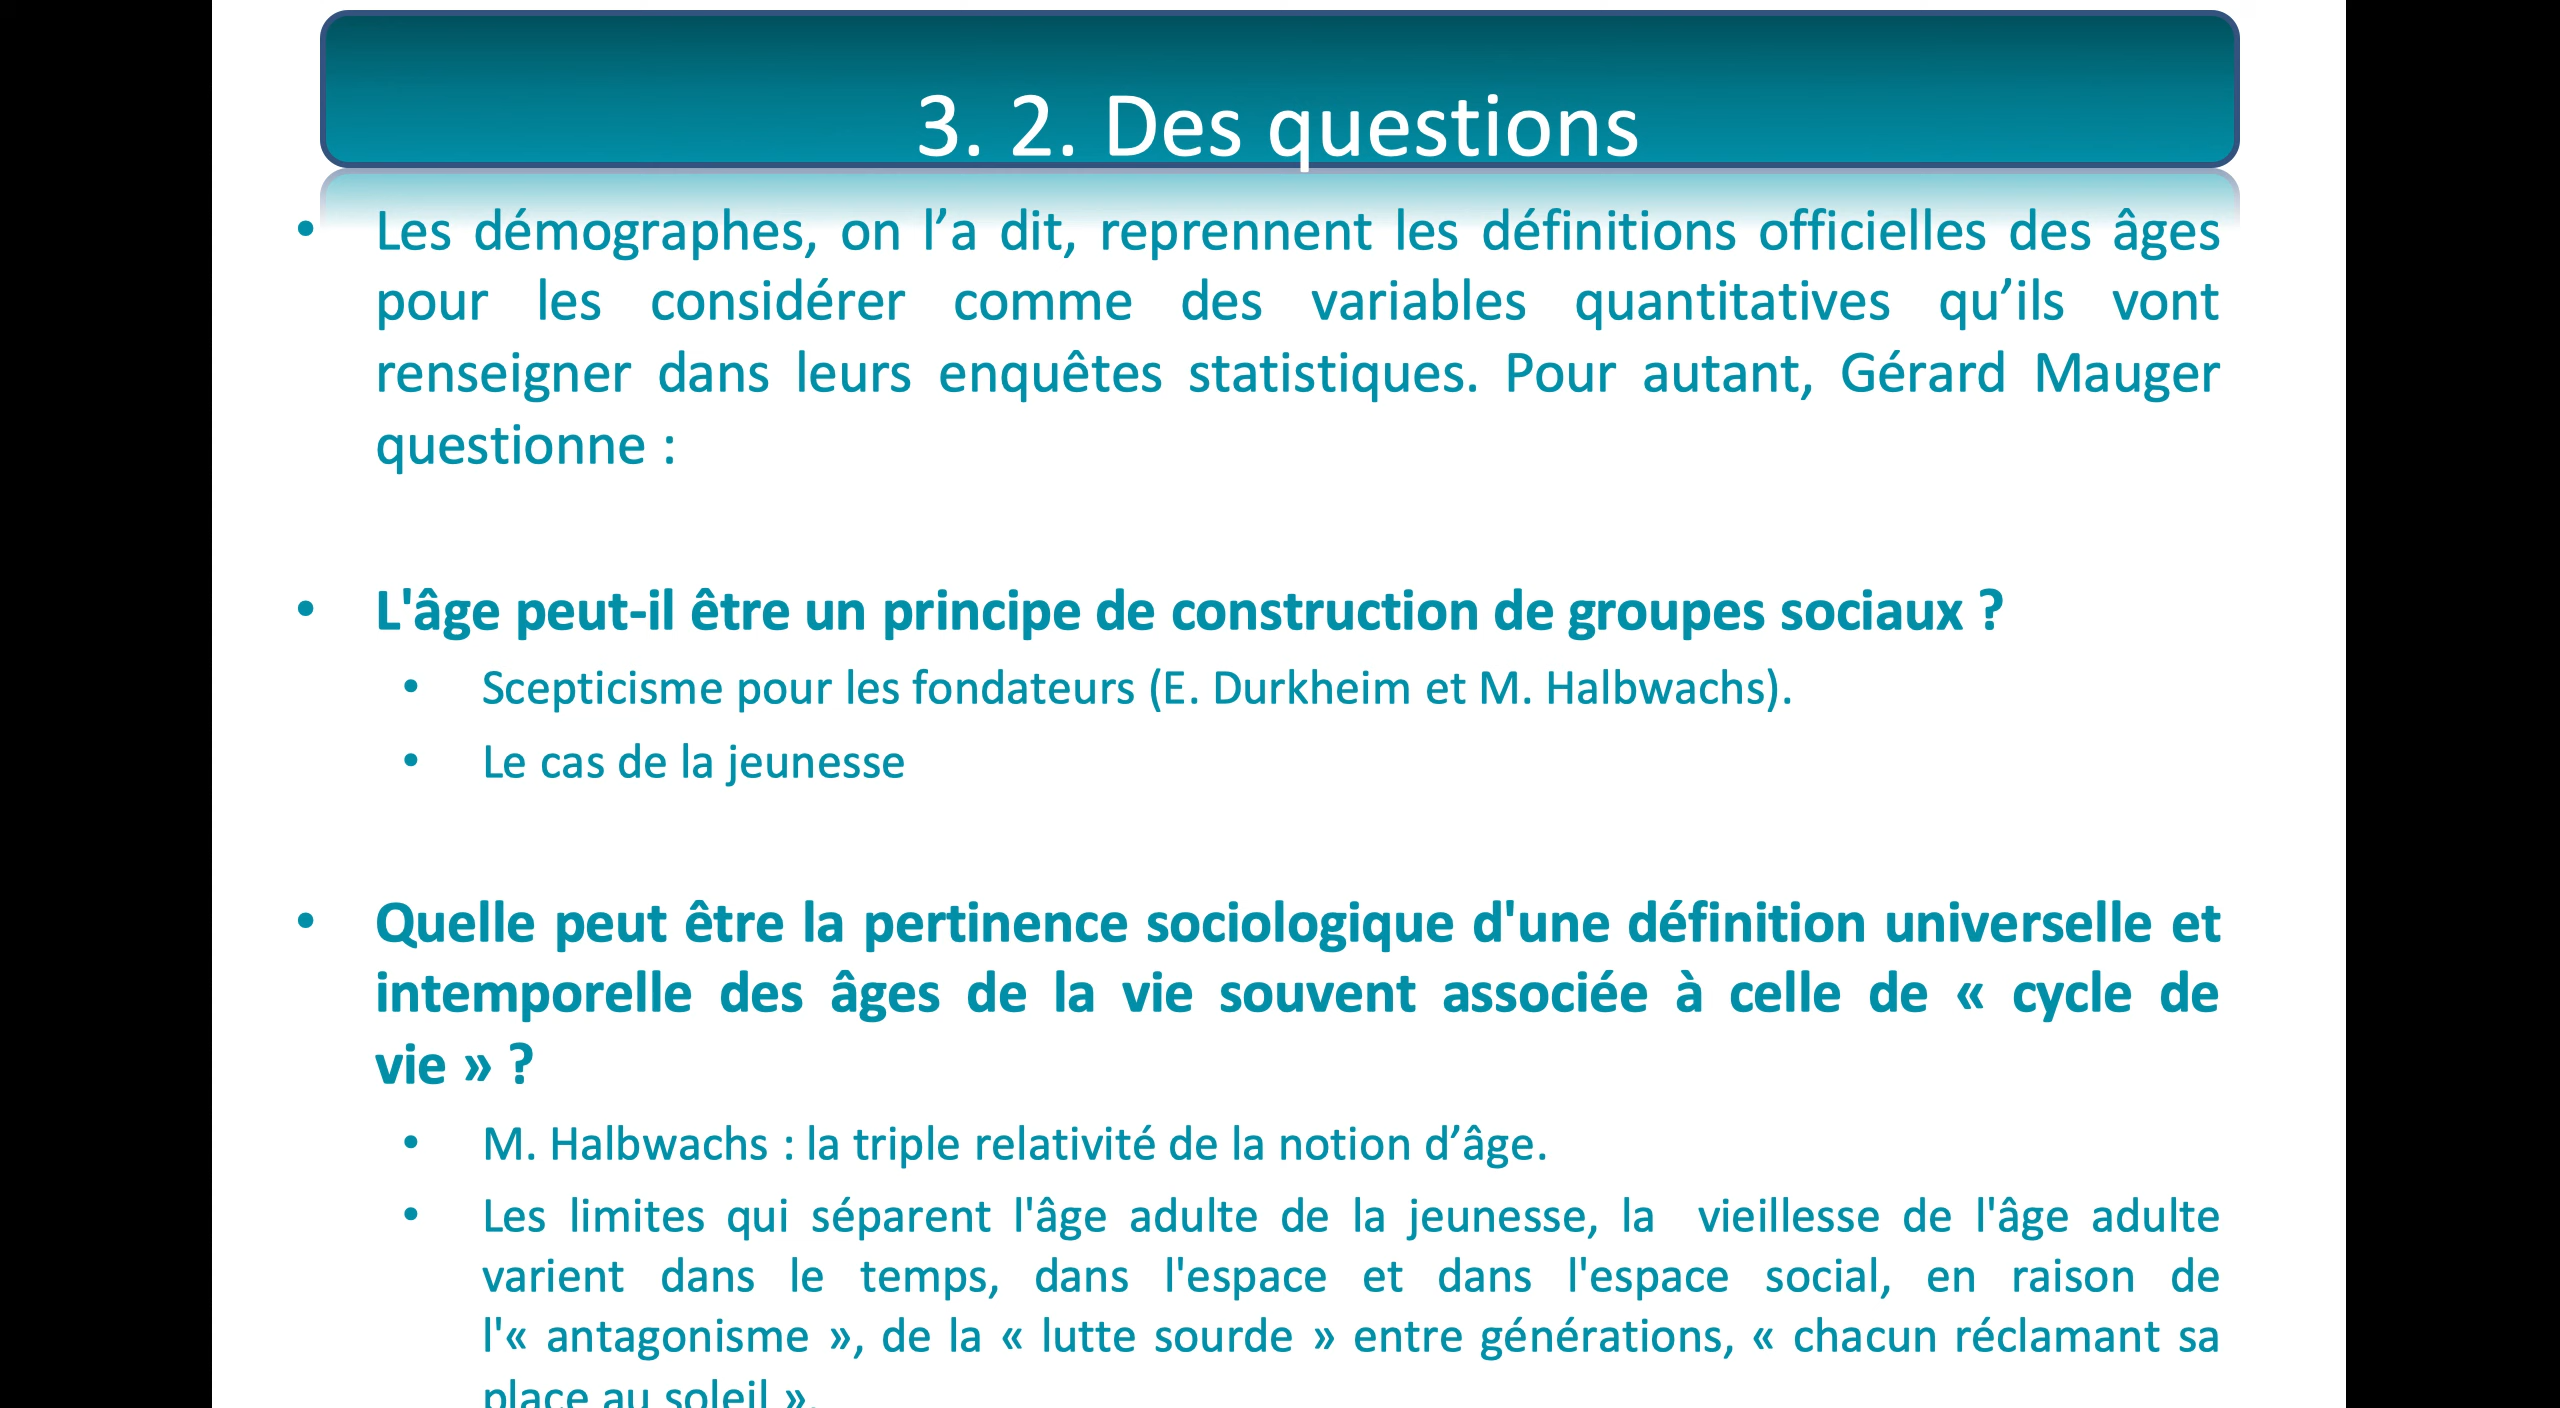 3. 2. Des questions
• Les démographes, on l’a dit, reprennent les définitions officielles des âges
pour les considérer comme des variables quantitatives qu’ils vont
renseigner dans leurs enquêtes statistiques. Pour autant, Gérard Mauger
questionne :
• L'âge peut-il être un principe de construction de groupes sociaux ?
• Scepticisme pour les fondateurs (E. Durkheim et M. Halbwachs).
• Le cas de la jeunesse
• Quelle peut être la pertinence sociologique d'une définition universelle et
intemporelle des âges de la vie souvent associée à celle de « cycle de
vie » ?
• M. Halbwachs : la triple relativité de la notion d’âge.
• Les limites qui séparent l'âge adulte de la jeunesse, la vieillesse de l'âge adulte
varient dans le temps, dans l'espace et dans l'espace social, en raison de
l'« antagonisme », de la « lutte sourde » entre générations, « chacun réclamant sa
place au soleil ».